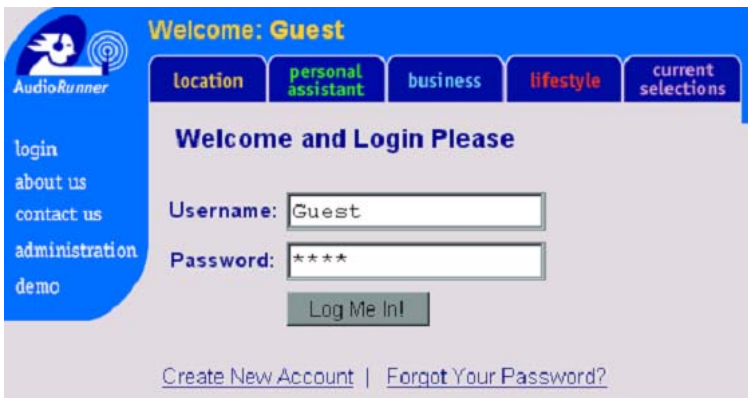 Welcome: Guest
AudioRunner
location
personal
assistant
business
lifestyle
current
selections
login
about us
contact us
administration
demo
Welcome and Login Please
Username: Guest
Password: ****
Log Me In!
Create New Account | Forgot Your Password?